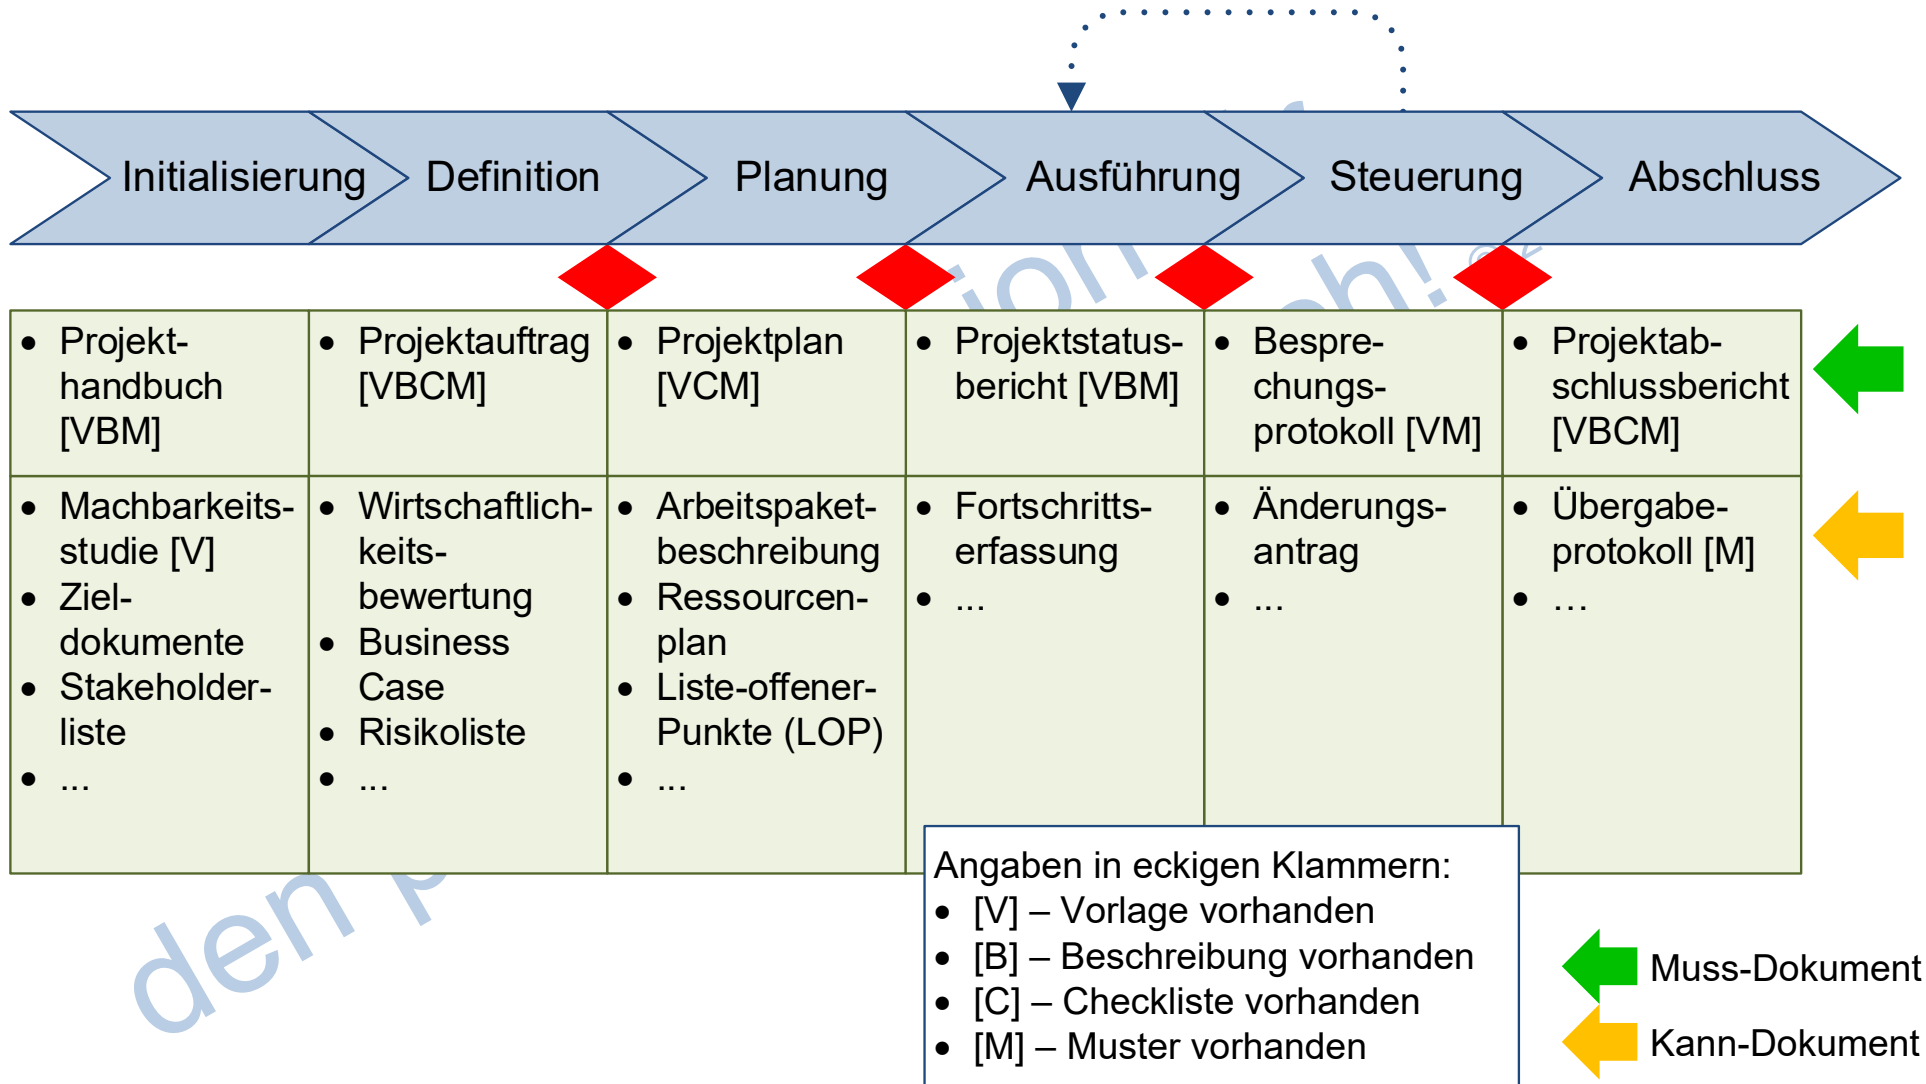 Initialisierung
Definition
Planung
Ausführung
Steuerung
Abschluss
• Projekt-
handbuch
[VBM]
• Projektauftrag
[VBCM]
• Projektplan
[VCM]
• Projektstatus-
bericht [VBM]
• Bespre-
chungs-
protokoll [VM]
• Projektab-
schlussbericht
[VBCM]
• Machbarkeits-
studie [V]
• Ziel-
dokumente
• Stakeholder-
liste
• ...
• Wirtschaftlich-
keits-
bewertung
• Business
Case
• Risikoliste
• ...
• Arbeitspaket-
beschreibung
• Ressourcen-
plan
• Liste-offener-
Punkte (LOP)
• ...
• Fortschritts-
erfassung
• ...
• Änderungs-
antrag
• ...
• Übergabe-
protokoll [M]
• …
Angaben in eckigen Klammern:
• [V] – Vorlage vorhanden
• [B] – Beschreibung vorhanden
• [C] – Checkliste vorhanden
• [M] – Muster vorhanden
Muss-Dokument
Kann-Dokument
den